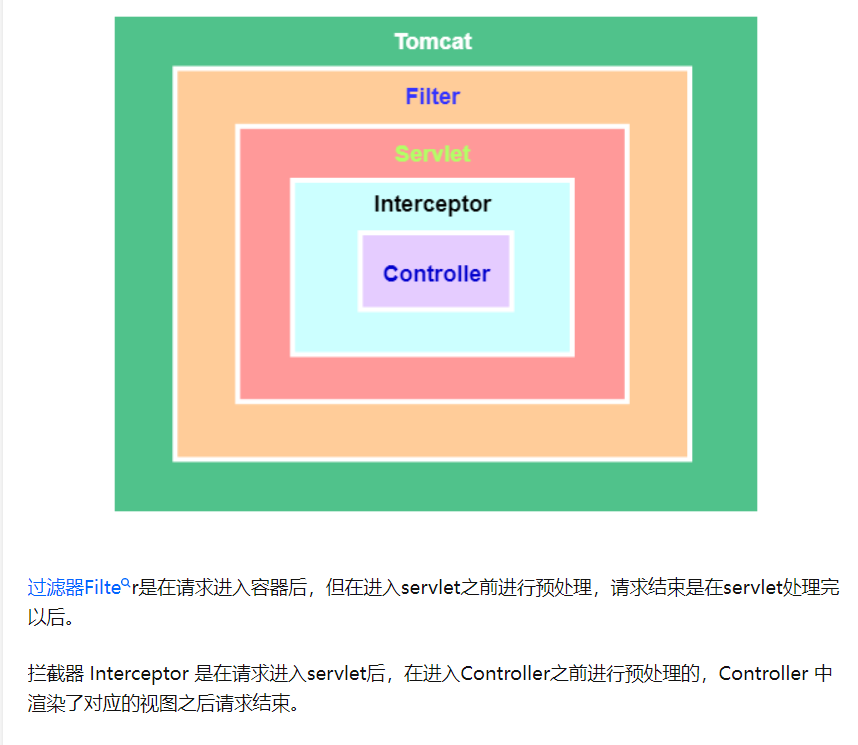 Tomcat
Filter
Servlet
Interceptor
Controller
过滤器Filter是在请求进入容器后，但在进入servlet之前进行预处理，请求结束是在servlet处理完
以后。
拦截器 Interceptor 是在请求进入servlet后，在进入Controller之前进行预处理的，Controller 中
渲染了对应的视图之后请求结束。